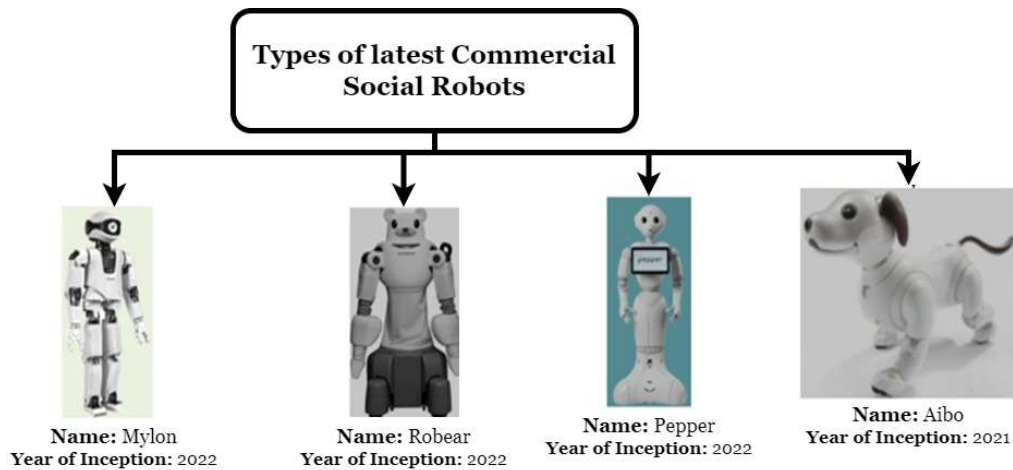 Types of latest Commercial
Social Robots
pepper
Name: Mylon
Year of Inception: 2022
Name: Robear
Year of Inception: 2022
Name: Pepper
Year of Inception: 2022
Name: Aibo
Year of Inception: 2021